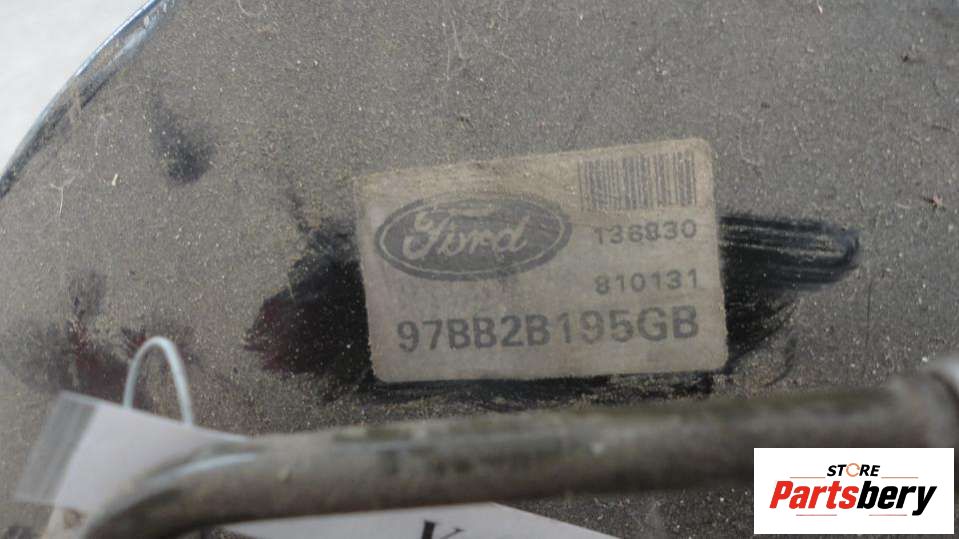 Ford
136830
810131
97BB2B195GB
K
STORE
Partsbery